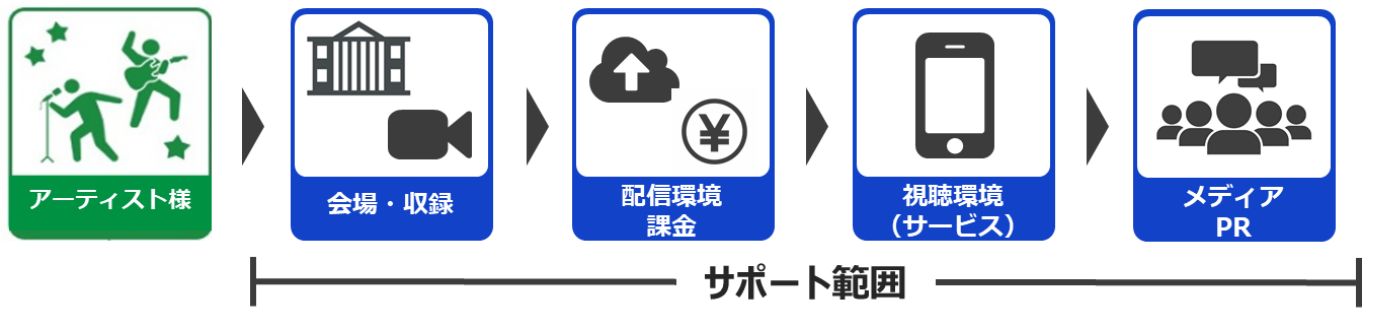 アーティスト様
会場・収録
配信環境
課金
視聴環境
（サービス）
メディア
PR
¥
サポート範囲